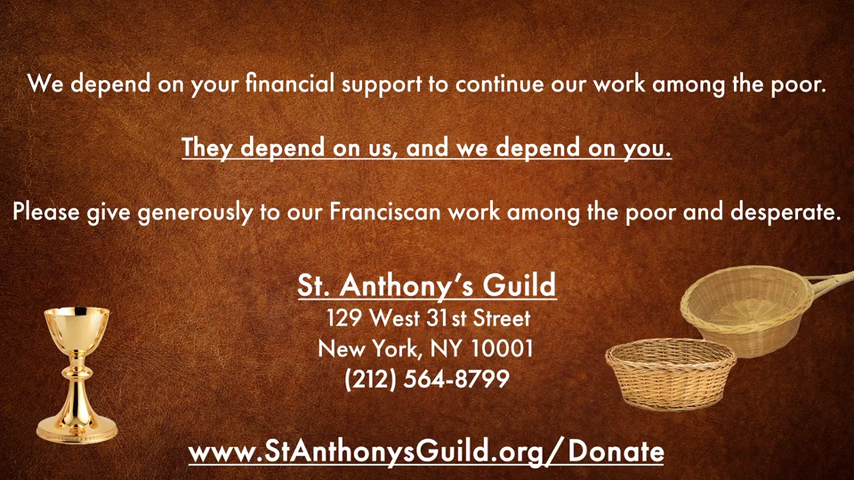 We depend on your financial support to continue our work among the poor.
They depend on us, and we depend on you.
Please give generously to our Franciscan work among the poor and desperate.
St. Anthony's Guild
129 West 31st Street
New York, NY 10001
(212) 564-8799
www.StAnthonysGuild.org/Donate